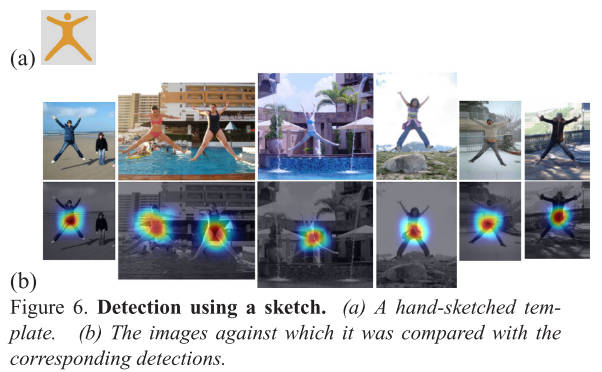 (a)
(b)
Figure 6. Detection using a sketch. (a) A hand-sketched tem-
plate. (b) The images against which it was compared with the
corresponding detections.